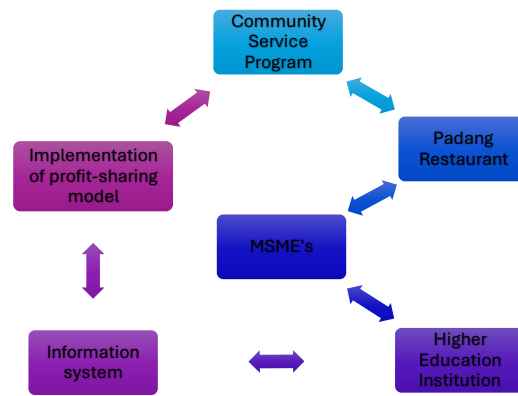 Community
Service
Program
Padang
Restaurant
Implementation
of profit-sharing
model
MSME's
Information
system
Higher
Education
Institution